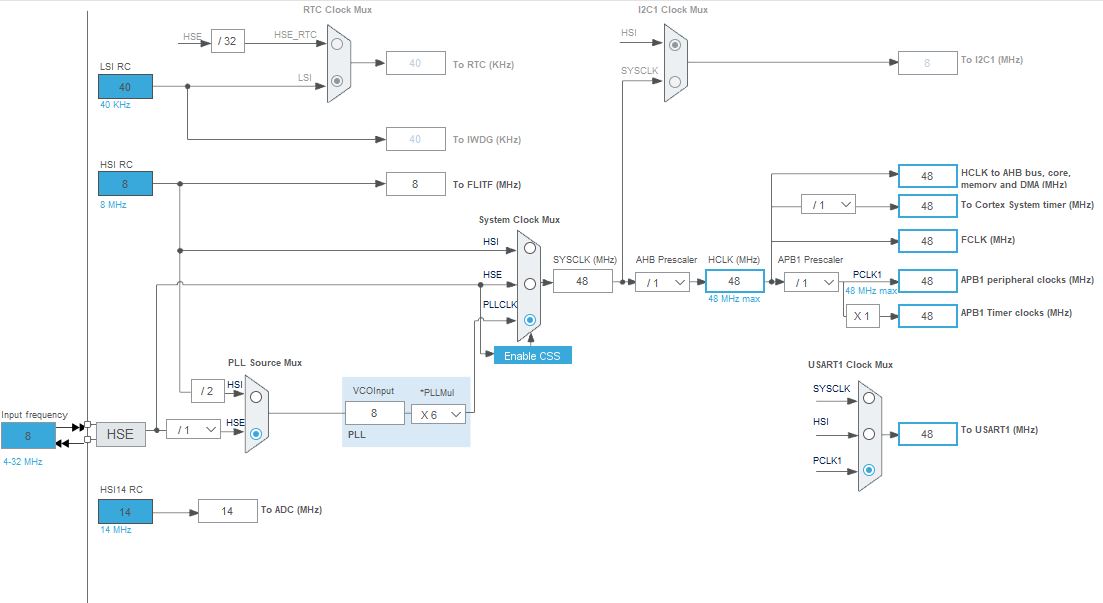 RTC Clock Mux
I2C1 Clock Mux
HSE
/ 32
HSE_RTC
HSI
40
To RTC (KHz)
8
To I2C1 (MHz)
LSI RC
LSI
SYSCLK
40
40 KHz
40
To IWDG (KHz)
HSI RC
8
8 MHz
8
To FLITF (MHz)
48
HCLK to AHB bus, core,
memory and DMA (MHz)
/ 1
48
To Cortex System timer (MHz)
System Clock Mux
HSI
48
FCLK (MHz)
SYSCLK (MHz)
AHB Prescaler
HCLK (MHz)
APB1 Prescaler
HSE
48
/ 1
48
/ 1
PCLK1
48
APB1 peripheral clocks (MHz)
48 MHz max
48 MHz max
PLLCLK
X 1
48
APB1 Timer clocks (MHz)
Enable CSS
PLL Source Mux
USART1 Clock Mux
/ 2
HSI
VCOInput
*PLLMul
SYSCLK
Input frequency
8
X 6
8
HSE
/ 1
HSE
PLL
HSI
48
To USART1 (MHz)
4-32 MHz
PCLK1
HSI14 RC
14
14
To ADC (MHz)
14 MHz